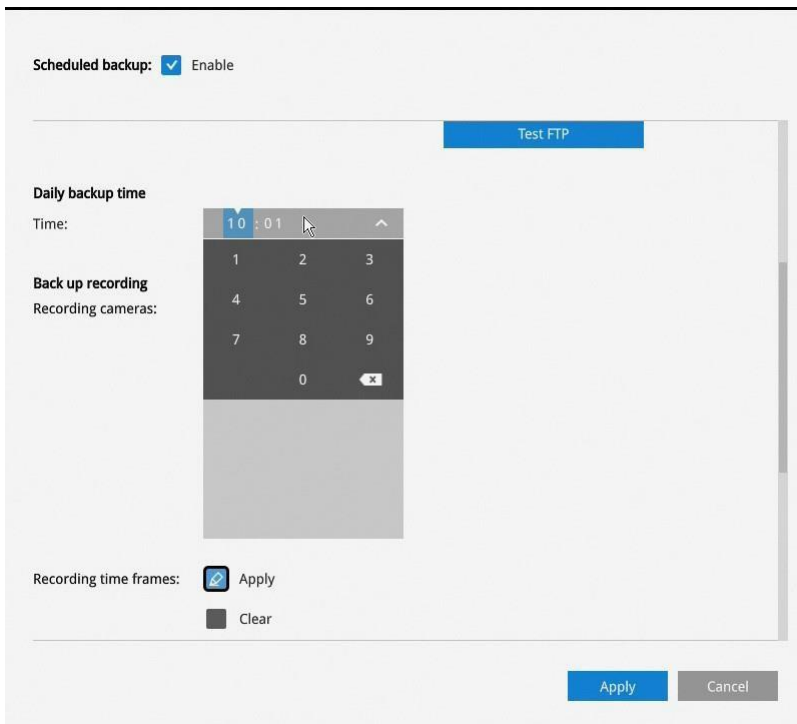 Scheduled backup: Enable
Test FTP
Daily backup time
Time: 10:01
1 2 3
Back up recording
4 5 6
Recording cameras:
7 8 9
0 x
Recording time frames: Apply
Clear
Apply Cancel